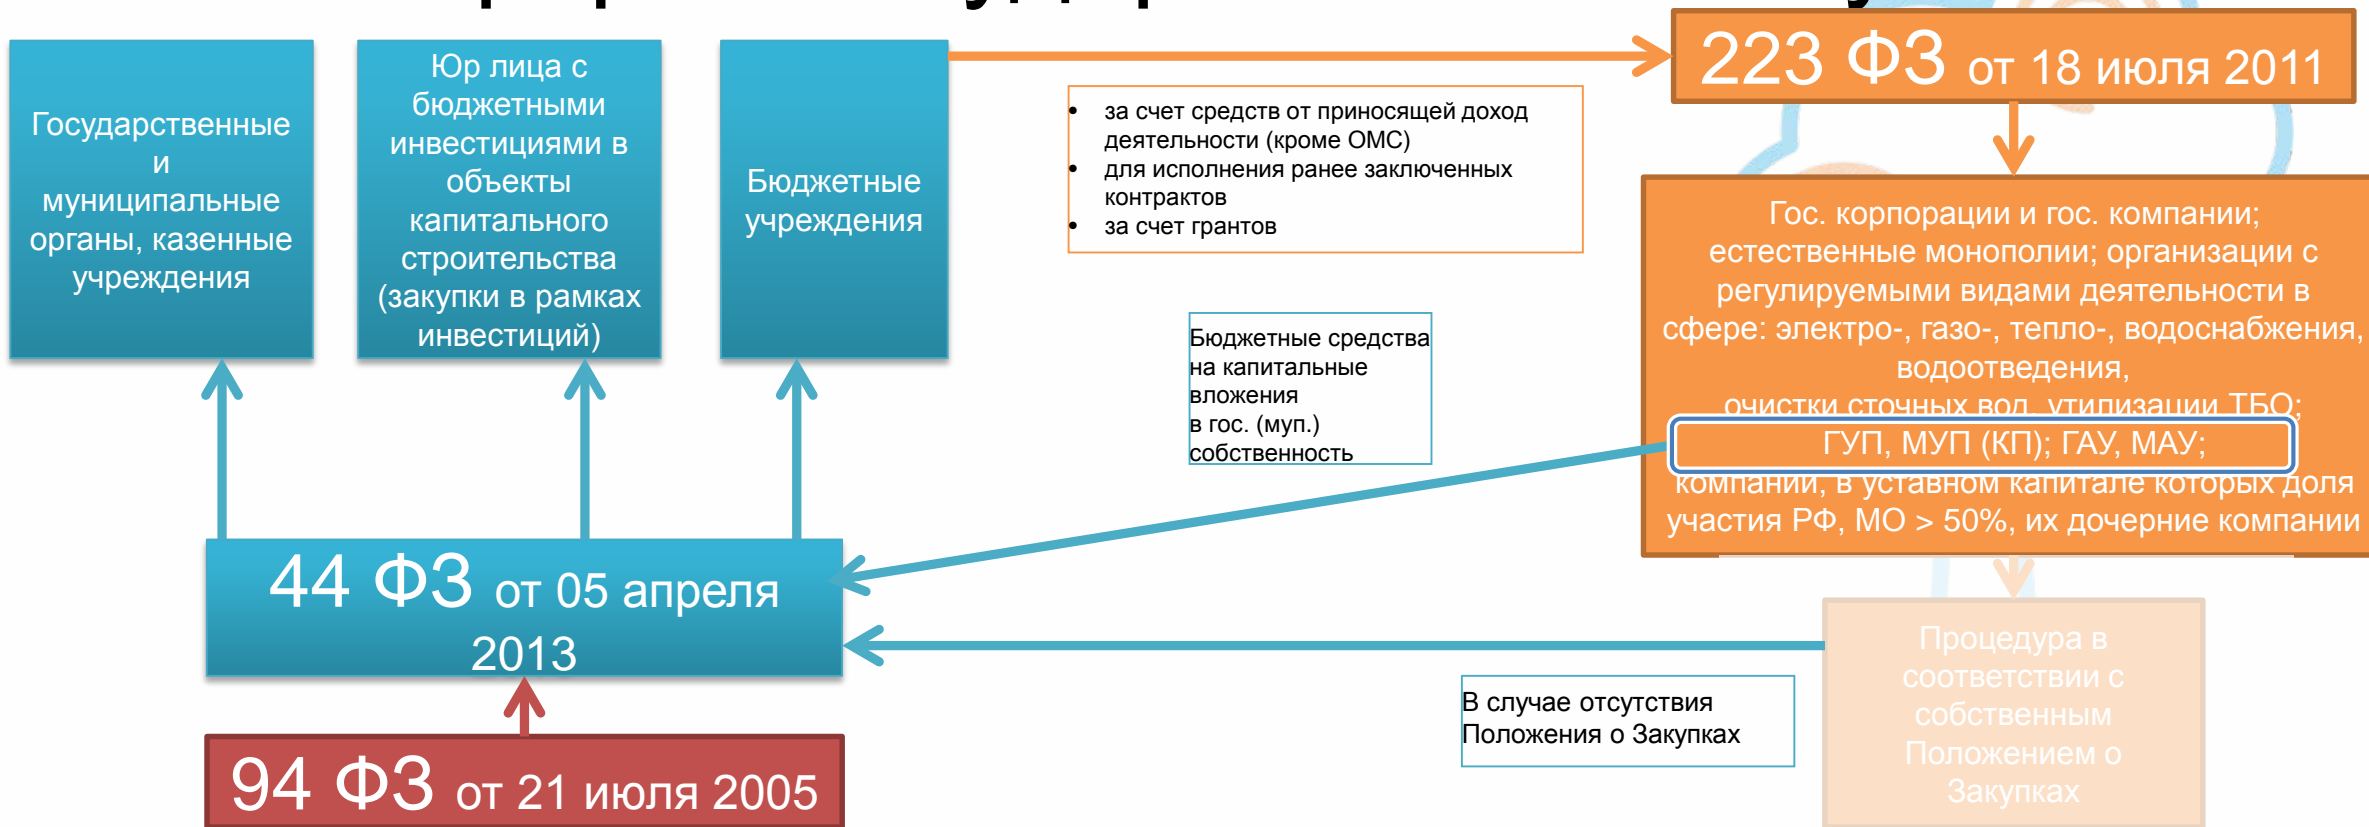 Государственные
и
муниципальные
органы, казенные
учреждения
Юр лица с
бюджетными
инвестициями в
объекты
капитального
строительства
(закупки в рамках
инвестиций)
Бюджетные
учреждения
223 ФЗ от 18 июля 2011
• за счет средств от приносящей доход
деятельности (кроме ОМС)
• для исполнения ранее заключенных
контрактов
• за счет грантов
Гос. корпорации и гос. компании;
естественные монополии; организации с
регулируемыми видами деятельности в
сфере: электро-, газо-, тепло-, водоснабжения,
водоотведения,
очистки сточных вод, утилизации ТБО;
ГУП, МУП (КП); ГАУ, МАУ;
компании, в уставном капитале которых доля
участия РФ, МО > 50%, их дочерние компании
Бюджетные средства
на капитальные
вложения
в гос. (муп.)
собственность
44 ФЗ от 05 апреля
2013
В случае отсутствия
Положения о Закупках
Процедура в
соответствии с
собственным
Положением о
Закупках
94 ФЗ от 21 июля 2005